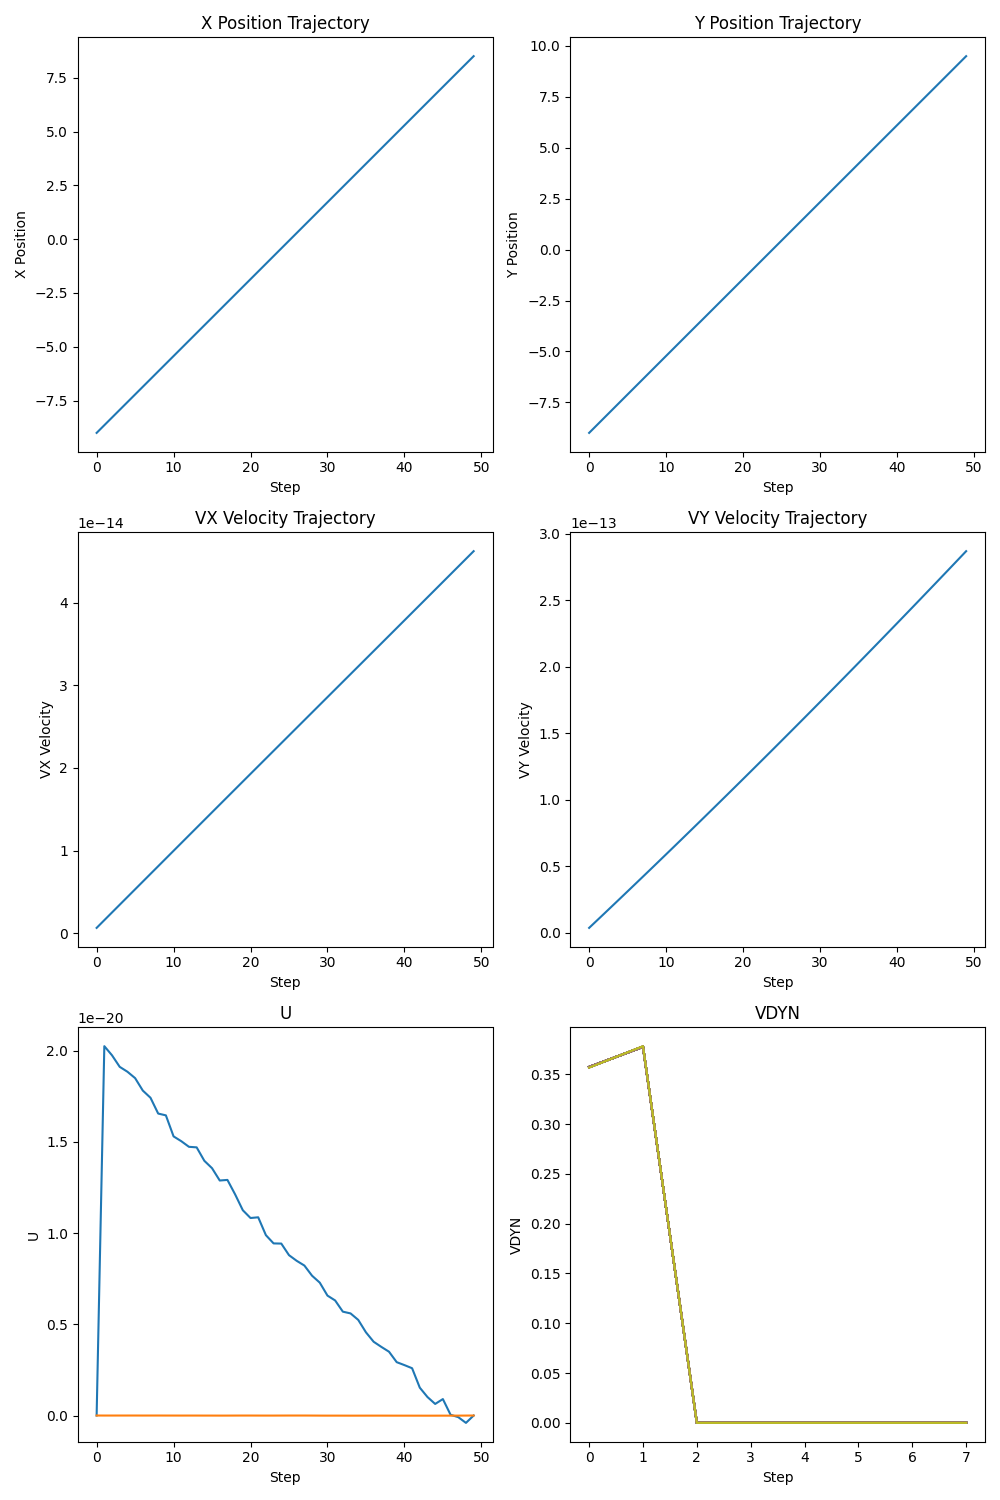 X Position Trajectory
7.5
5.0
2.5
0.0
−2.5
−5.0
−7.5
X Position
0 10 20 30 40 50
Step
Y Position Trajectory
10.0
7.5
5.0
2.5
0.0
−2.5
−5.0
−7.5
Y Position
0 10 20 30 40 50
Step
1e−14
VX Velocity Trajectory
4
3
2
1
0
VX Velocity
0 10 20 30 40 50
Step
1e−13
VY Velocity Trajectory
3.0
2.5
2.0
1.5
1.0
0.5
0.0
VY Velocity
0 10 20 30 40 50
Step
1e−20
U
2.0
1.5
1.0
0.5
0.0
U
0 10 20 30 40 50
Step
VDYN
0.35
0.30
0.25
0.20
0.15
0.10
0.05
0.00
VDYN
0 1 2 3 4 5 6 7
Step